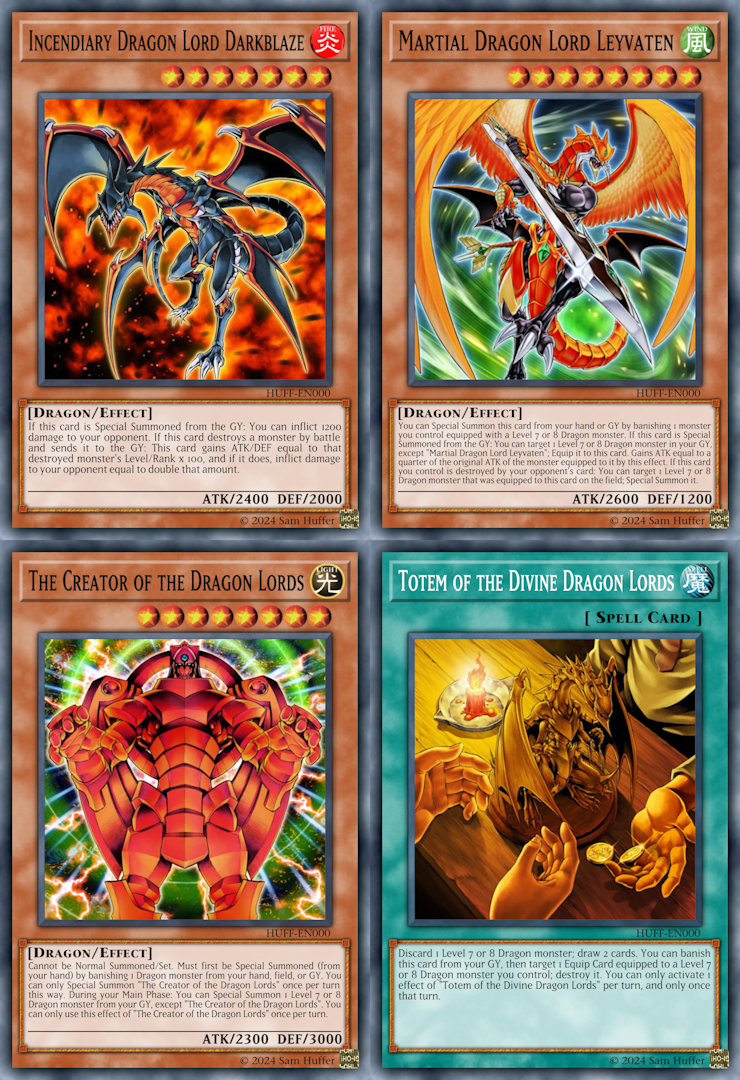 Incendiary Dragon Lord Darkblaze
FIRE
炎
HUFF-EN000
[Dragon/Effect]
If this card is Special Summoned from the GY: You can inflict 1200
damage to your opponent. If this card destroys a monster by battle
and sends it to the GY: This card gains ATK/DEF equal to that
destroyed monster's Level/Rank x 100, and if it does, inflict damage
to your opponent equal to double that amount.
ATK/2400 DEF/2000
© 2024 Sam Huffer
Martial Dragon Lord Leyvaten
WIND
風
HUFF-EN000
[Dragon/Effect]
You can Special Summon this card from your hand or GY by banishing 1 monster
you control equipped with a Level 7 or 8 Dragon monster. If this card is Special
Summoned from the GY: You can target 1 Level 7 or 8 Dragon monster in your GY,
except "Martial Dragon Lord Leyvaten"; Equip it to this card. Gains ATK equal to a
quarter of the original ATK of the monster equipped to it by this effect. If this card
you control is destroyed by your opponent's card: You can target 1 Level 7 or 8
Dragon monster that was equipped to this card on the field; Special Summon it.
ATK/2600 DEF/1200
© 2024 Sam Huffer
The Creator of the Dragon Lords
LIGHT
光
HUFF-EN000
[Dragon/Effect]
Cannot be Normal Summoned/Set. Must first be Special Summoned (from
your hand) by banishing 1 Dragon monster from your hand, field, or GY. You
can only Special Summon "The Creator of the Dragon Lords" once per turn
this way. During your Main Phase: You can Special Summon 1 Level 7 or 8
Dragon monster from your GY, except "The Creator of the Dragon Lords". You
can only use this effect of "The Creator of the Dragon Lords" once per turn.
ATK/2300 DEF/3000
© 2024 Sam Huffer
Totem of the Divine Dragon Lords
魔
[ Spell Card ]
HUFF-EN000
Discard 1 Level 7 or 8 Dragon monster; draw 2 cards. You can banish
this card from your GY, then target 1 Equip Card equipped to a Level 7
or 8 Dragon monster you control; destroy it. You can only activate 1
effect of "Totem of the Divine Dragon Lords" per turn, and only once
that turn.
© 2024 Sam Huffer